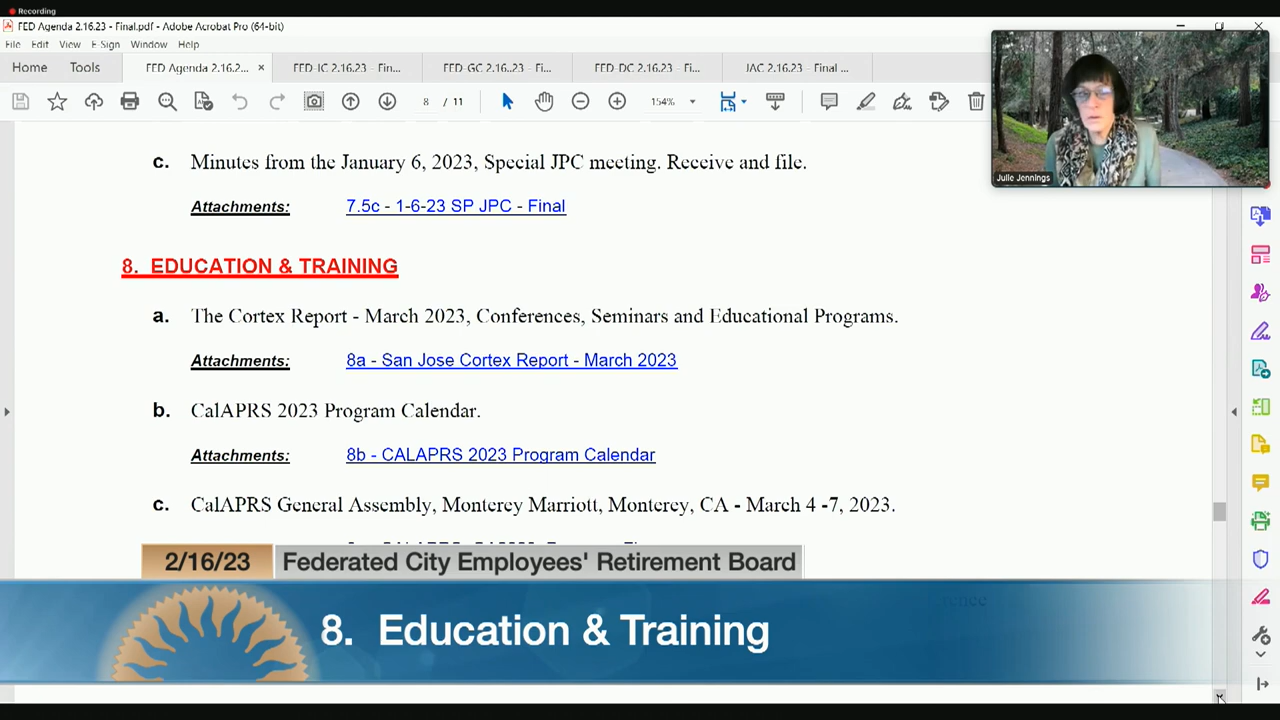 Recording
FED Agenda 2.16.23 - Final.pdf - Adobe Acrobat Pro (64-bit)
File Edit View E-Sign Window Help
Home Tools FED Agenda 2.16.2... × FED-IC 2.16.23 - Fin... FED-GC 2.16.23 - Fi... FED-DC 2.16.23 - Fi... JAC 2.16.23 - Final ...
8 / 11 154%
Julie Jennings
c. Minutes from the January 6, 2023, Special JPC meeting. Receive and file.
Attachments: 7.5c - 1-6-23 SP JPC - Final
8. EDUCATION & TRAINING
a. The Cortex Report - March 2023, Conferences, Seminars and Educational Programs.
Attachments: 8a - San Jose Cortex Report - March 2023
b. CalAPRS 2023 Program Calendar.
Attachments: 8b - CALAPRS 2023 Program Calendar
c. CalAPRS General Assembly, Monterey Marriott, Monterey, CA - March 4 -7, 2023.
2/16/23 Federated City Employees' Retirement Board
8. Education & Training